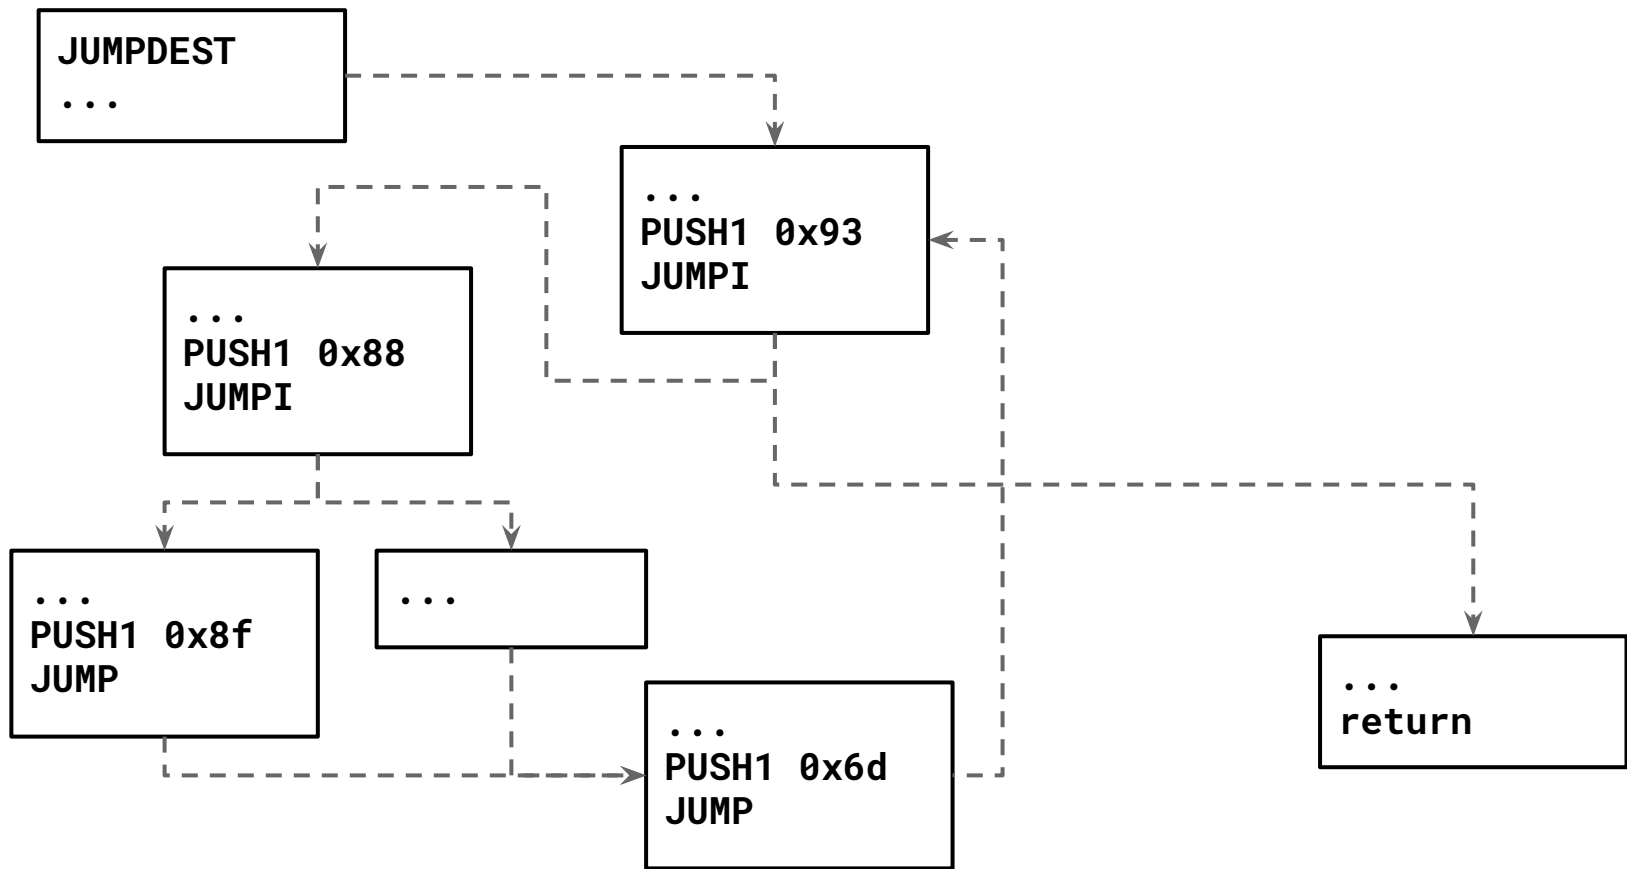 JUMPDEST
...
...
PUSH1 0x93
JUMPI
...
PUSH1 0x88
JUMPI
...
PUSH1 0x8f
JUMP
...
...
PUSH1 0x6d
JUMP
...
return